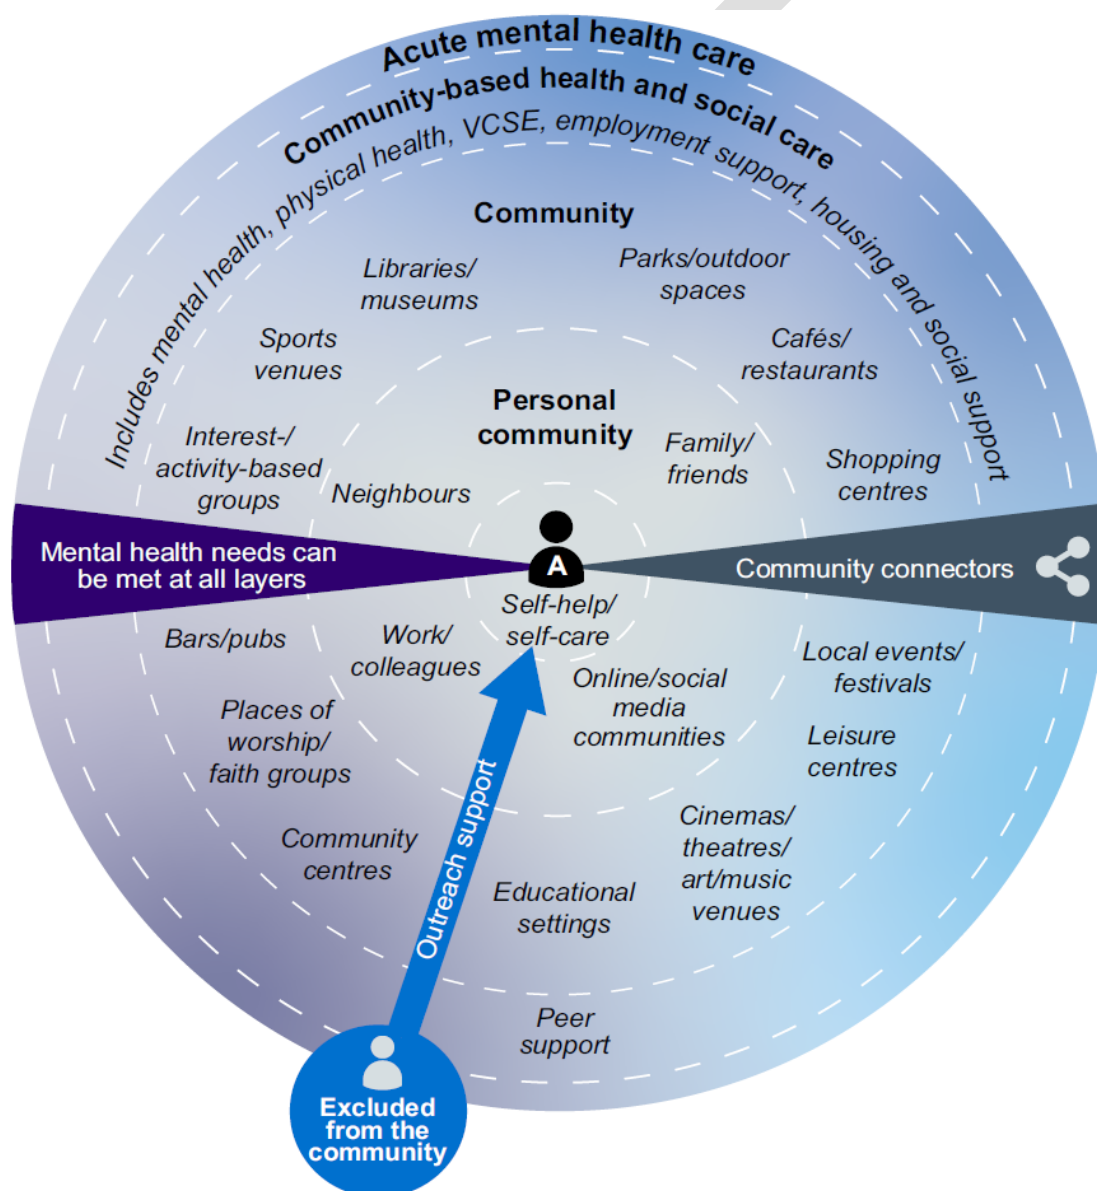 Acute mental health care
Community-based health and social care
Includes mental health, physical health, VCSE, employment support, housing and social support
Community
Libraries/
museums
Parks/outdoor
spaces
Sports
venues
Cafés/
restaurants
Personal
community
Interest-/
activity-based
groups
Neighbours
Family/
friends
Shopping
centres
Mental health needs can
be met at all layers
A
Community connectors
Self-help/
self-care
Bars/pubs
Work/
colleagues
Online/social
media
communities
Local events/
festivals
Places of
worship/
faith groups
Leisure
centres
Outreach support
Community
centres
Cinemas/
theatres/
art/music
venues
Educational
settings
Peer
support
Excluded
from the
community